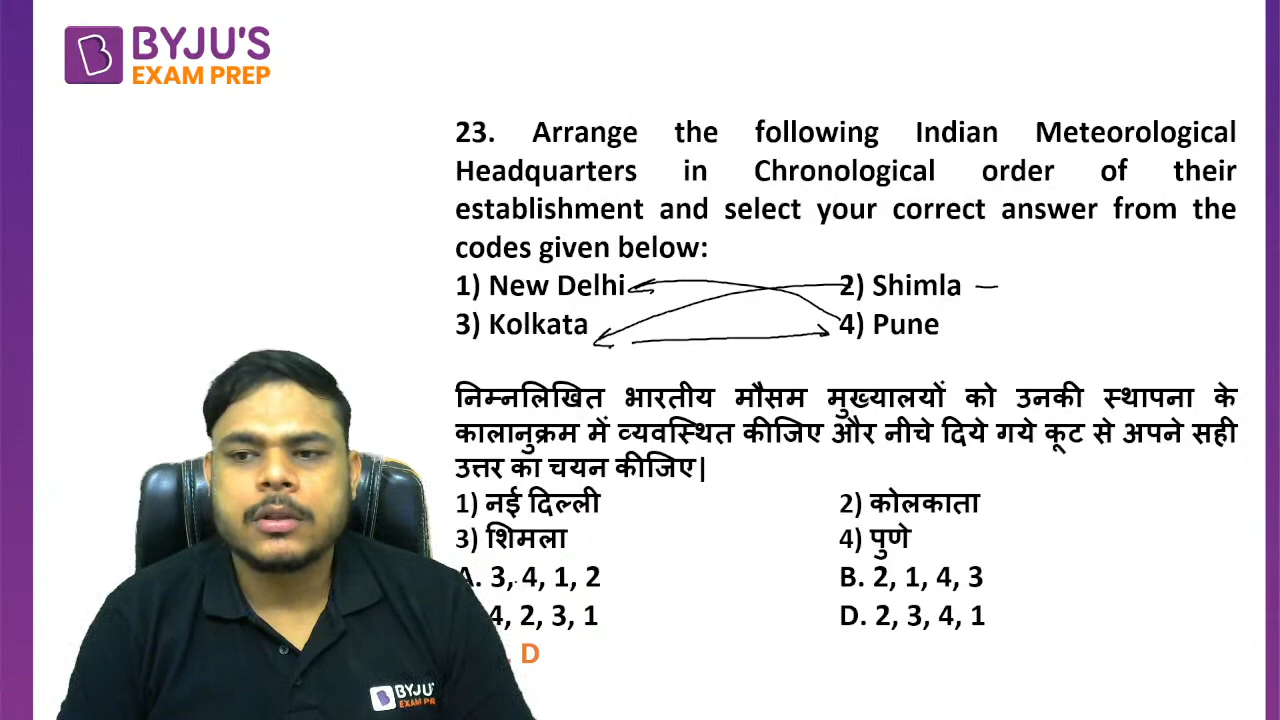 BYJU'S
EXAM PREP
23. Arrange the following Indian Meteorological
Headquarters in Chronological order of their
establishment and select your correct answer from the
codes given below:
1) New Delhi 2) Shimla
3) Kolkata 4) Pune
निम्नलिखित भारतीय मौसम मुख्यालयों को उनकी स्थापना के
कालानुक्रम में व्यवस्थित कीजिए और नीचे दिये गये कूट से अपने सही
उत्तर का चयन कीजिए|
1) नई दिल्ली 2) कोलकाता
3) शिमला 4) पुणे
A. 3, 4, 1, 2 B. 2, 1, 4, 3
4, 2, 3, 1 D. 2, 3, 4, 1
D
BYJU'S
EXAM PREP